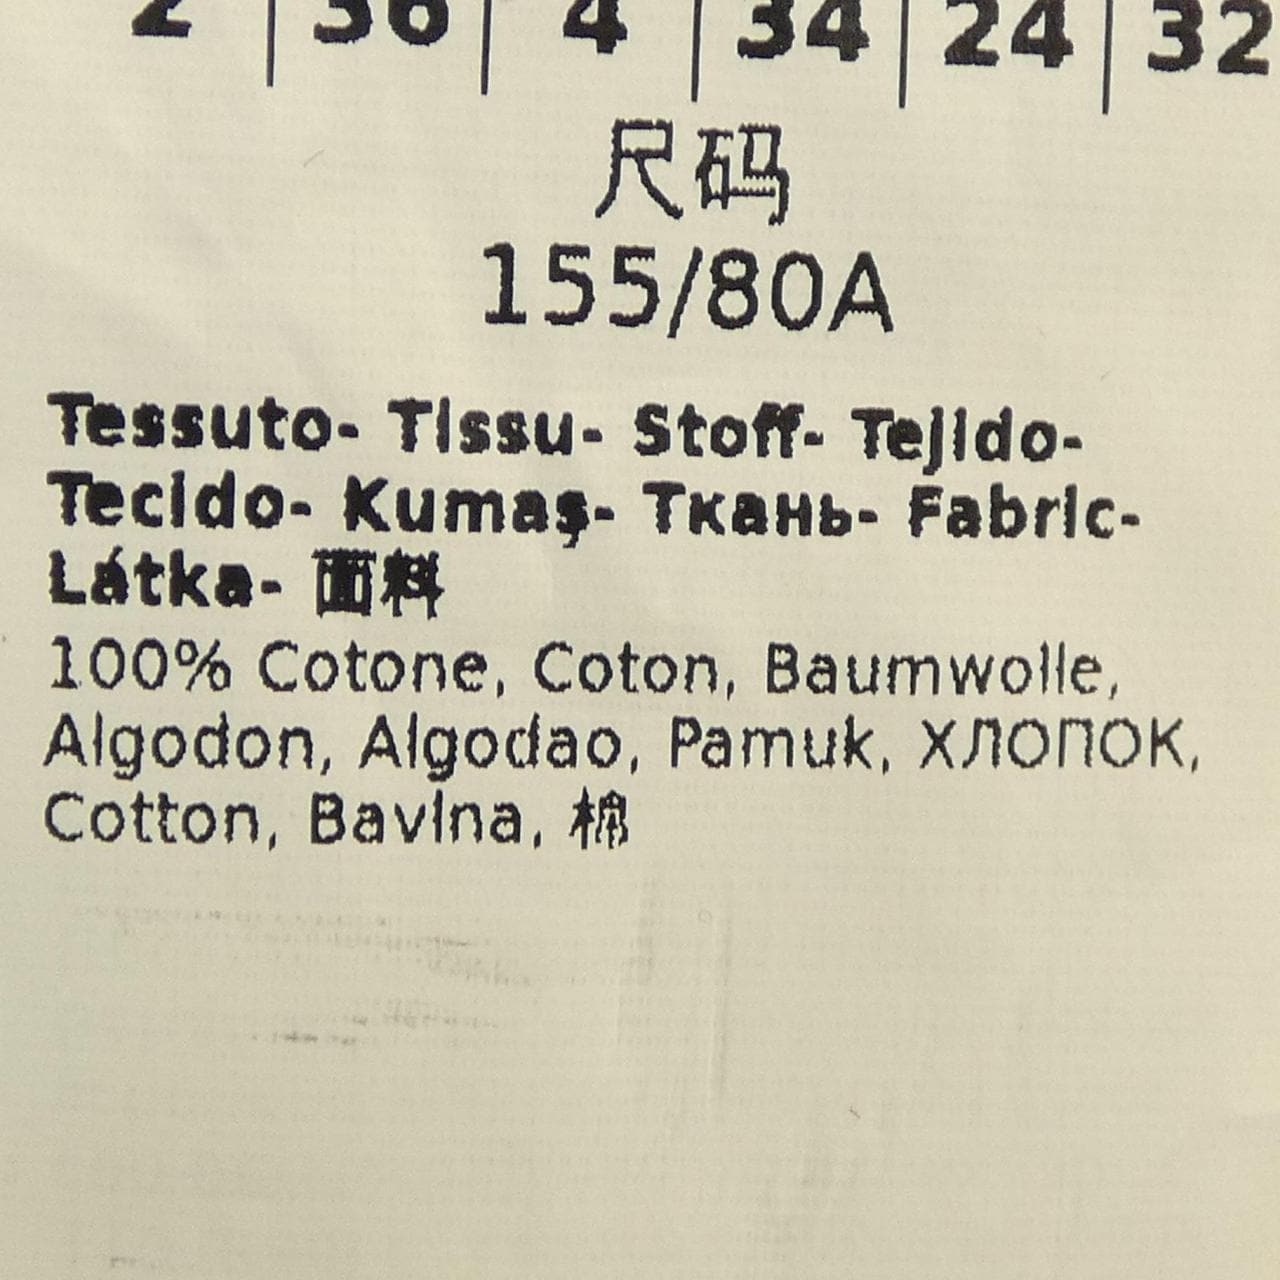 2 | 36 | 4 | 34 | 24 | 32
尺码
155/80A
Tessuto- Tissu- Stoff- Tejido-
Tecido- Kumaş- Ткань- Fabric-
Látka- 面料
100% Cotone, Coton, Baumwolle,
Algodon, Algodao, Pamuk, ХЛОПОК,
Cotton, Bavlna, 棉